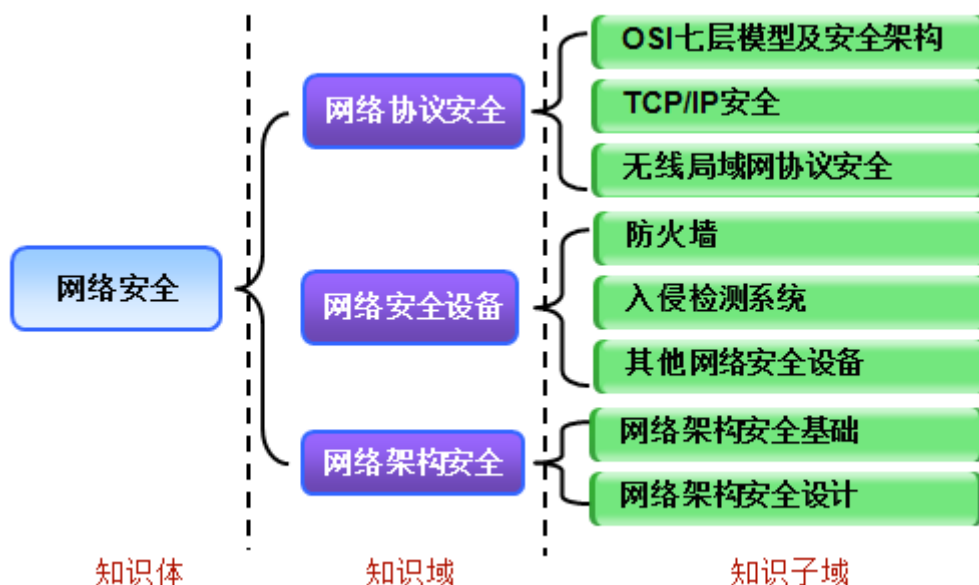 OSI七层模型及安全架构
网络协议安全
TCP/IP安全
无线局域网协议安全
防火墙
网络安全
网络安全设备
入侵检测系统
其他网络安全设备
网络架构安全基础
网络架构安全
网络架构安全设计
知识体
知识域
知识子域